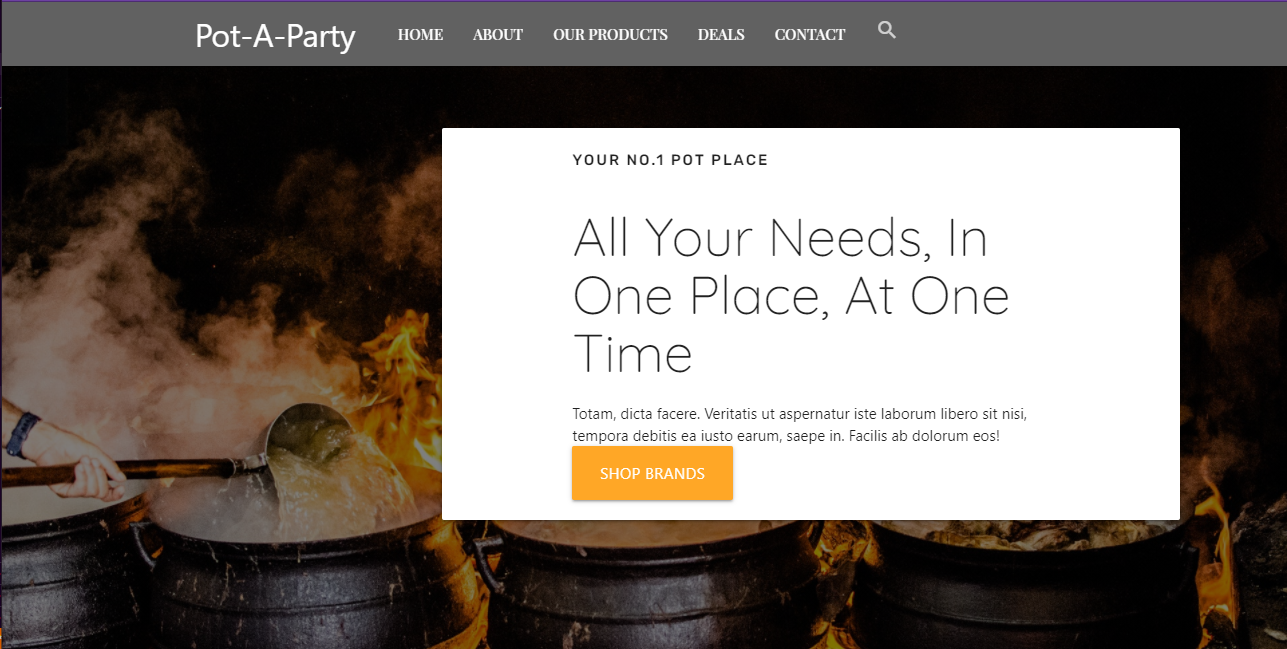 Pot-A-Party HOME ABOUT OUR PRODUCTS DEALS CONTACT
YOUR NO.1 POT PLACE
All Your Needs, In
One Place, At One
Time
Totam, dicta facere. Veritatis ut aspernatur iste laborum libero sit nisi,
tempora debitis ea iusto earum, saepe in. Facilis ab dolorum eos!
SHOP BRANDS